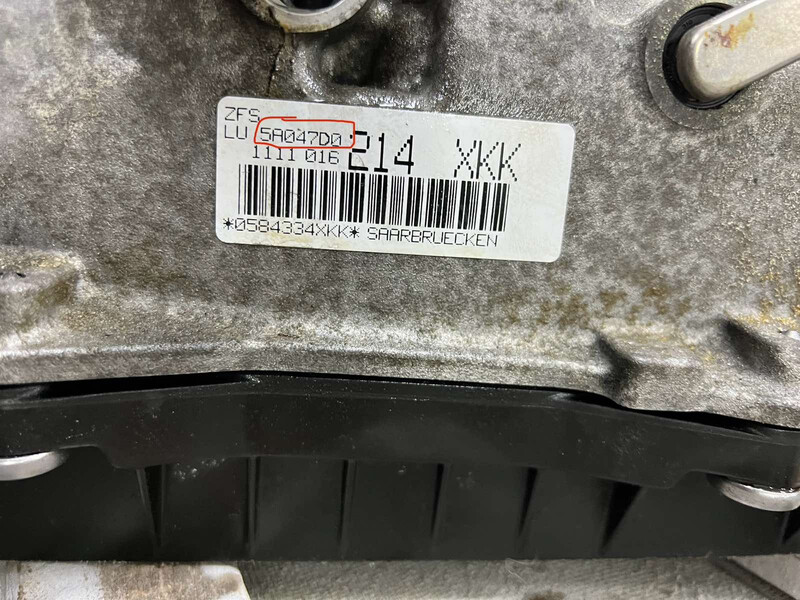 ZFS
LU 5A047D0
1111 016 214 XKK
*0584334XKK* SAARBRUECKEN